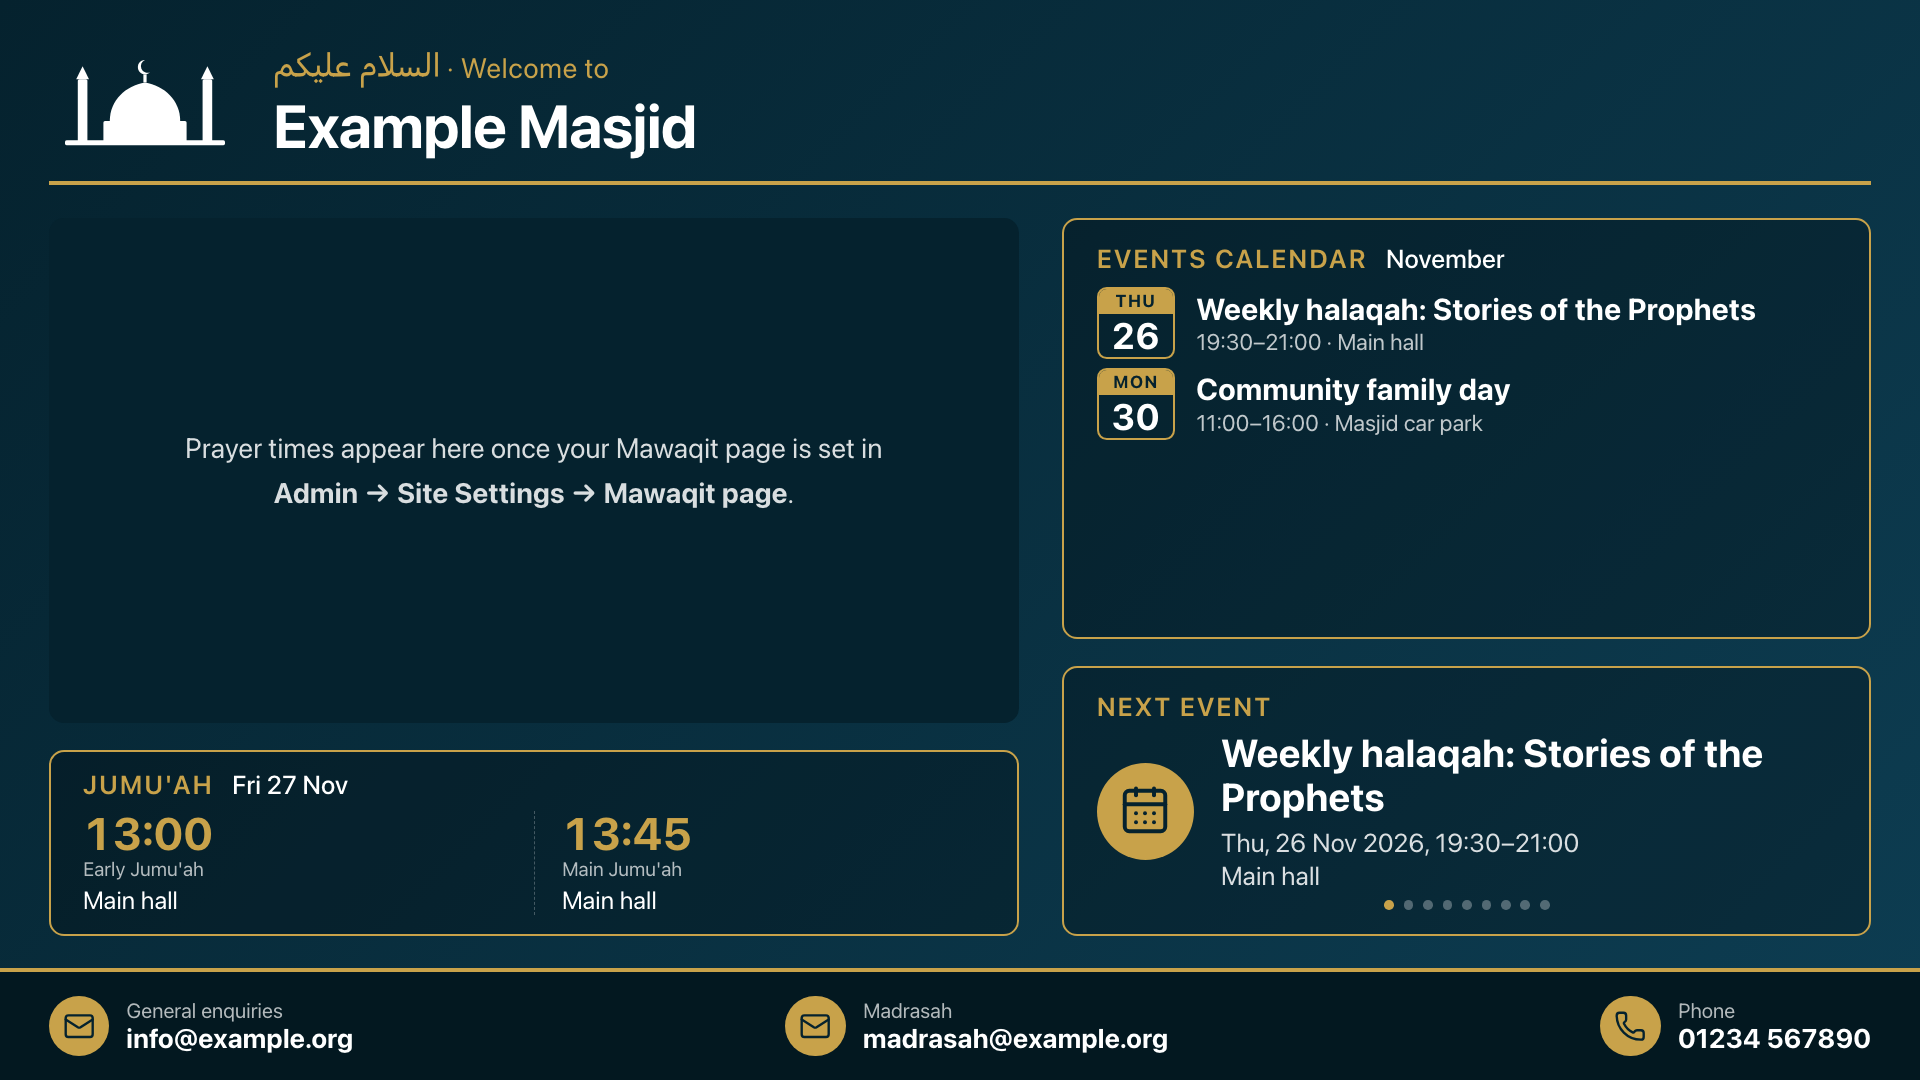 السلام عليكم · Welcome to
Example Masjid
Prayer times appear here once your Mawaqit page is set in
Admin → Site Settings → Mawaqit page.
JUMU'AH Fri 27 Nov
13:00
Early Jumu'ah
Main hall
13:45
Main Jumu'ah
Main hall
EVENTS CALENDAR November
THU
26
Weekly halaqah: Stories of the Prophets
19:30–21:00 · Main hall
MON
30
Community family day
11:00–16:00 · Masjid car park
NEXT EVENT
Weekly halaqah: Stories of the
Prophets
Thu, 26 Nov 2026, 19:30–21:00
Main hall
General enquiries
info@example.org
Madrasah
madrasah@example.org
Phone
01234 567890